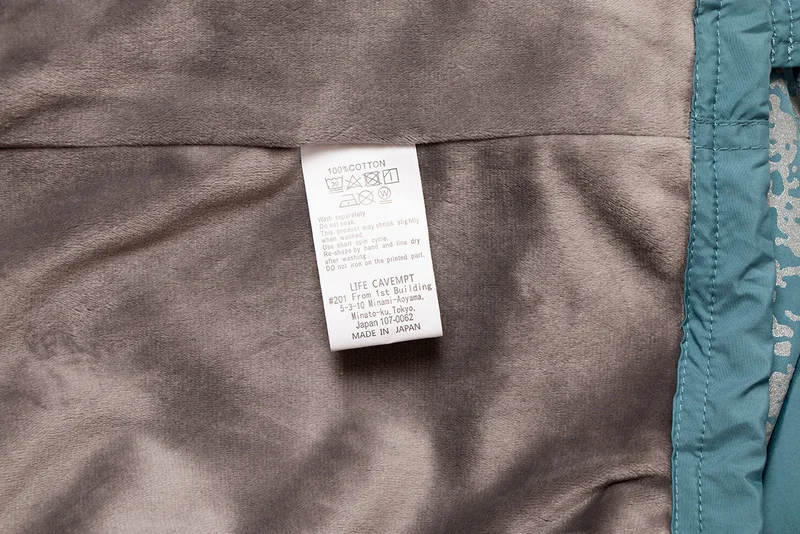 100%COTTON
Wash separately
Do not soak.
This product may shrink slightly
when washed.
Use short spin cycle.
Re-shape by hand and line dry
after washing.
DO not iron on the printed part.
LIFE CAVEMPT
#201 From 1st Building
5-3-10 Minami-Aoyama,
Minato-ku, Tokyo,
Japan 107-0062
MADE IN JAPAN